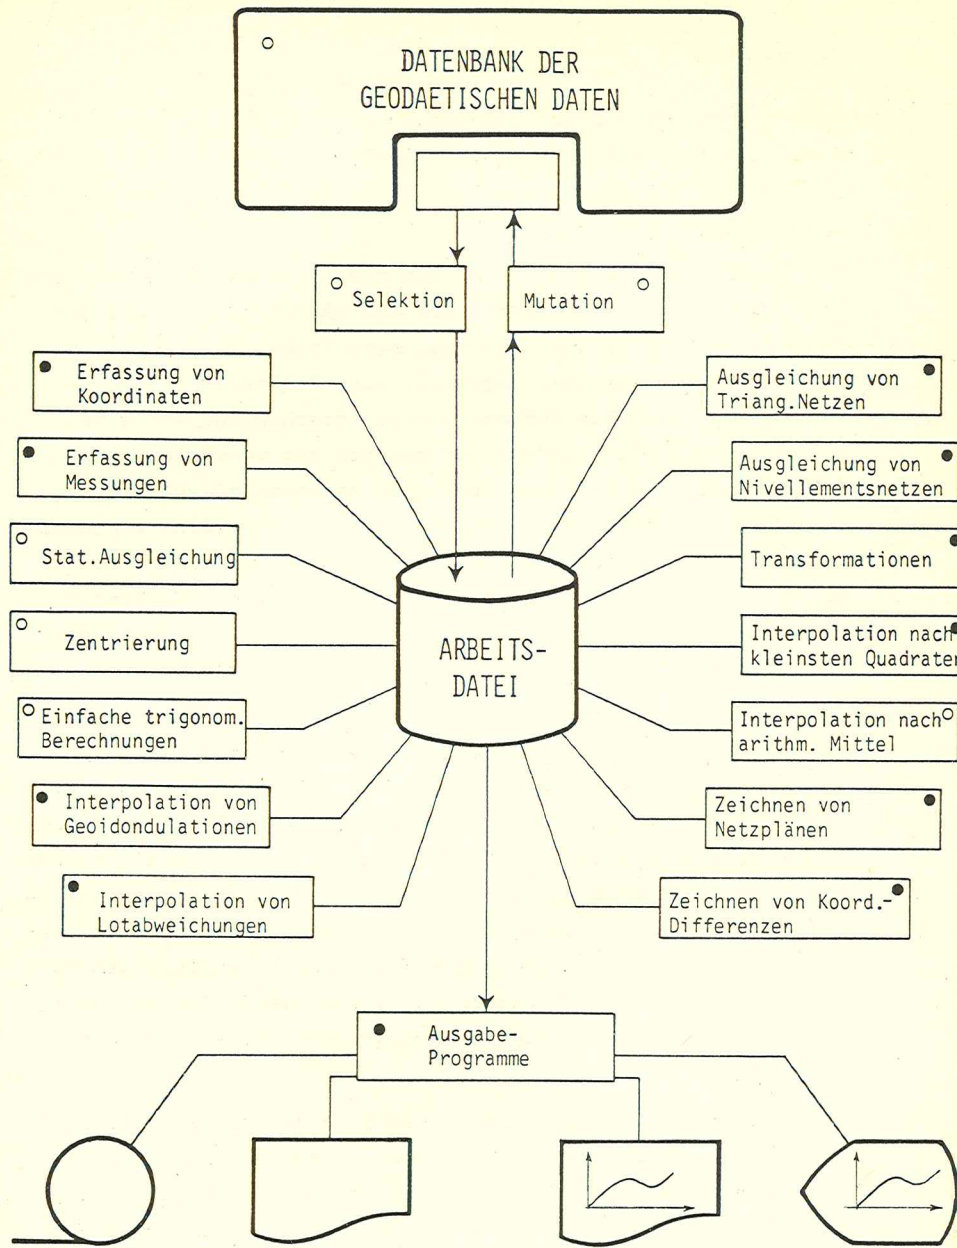 DATENBANK DER
GEODAETISCHEN DATEN
Selektion
Mutation
Erfassung von
Koordinaten
Erfassung von
Messungen
Stat.Ausgleichung
Zentrierung
Einfache trigonom.
Berechnungen
Interpolation von
Geoidondulationen
Interpolation von
Lotabweichungen
ARBEITS-
DATEI
Ausgleichung von
Triang.Netzen
Ausgleichung von
Nivellementsnetzen
Transformationen
Interpolation nach
kleinsten Quadraten
Interpolation nach
arithm. Mittel
Zeichnen von
Netzplänen
Zeichnen von Koord.-
Differenzen
Ausgabe-
Programme